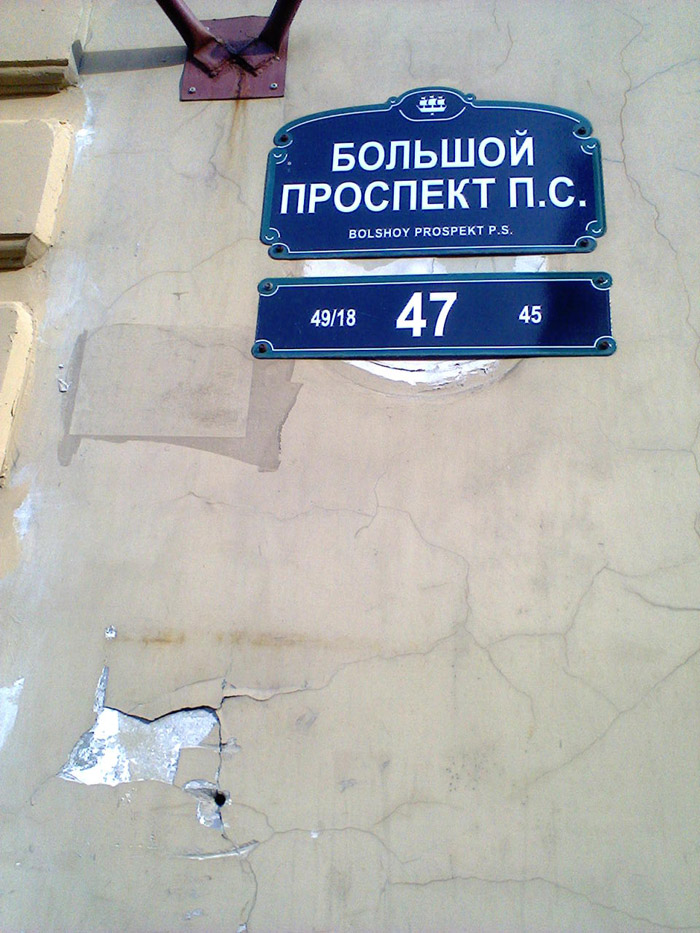 БОЛЬШОЙ
ПРОСПЕКТ П.С.
BOLSHOY PROSPEKT P.S.
49/18 47 45